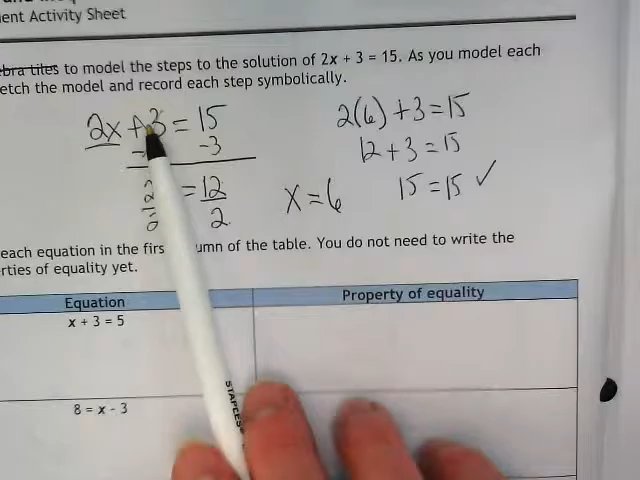 ent Activity Sheet
ebra tiles to model the steps to the solution of 2x + 3 = 15. As you model each
etch the model and record each step symbolically.
2x + 3 = 15
-3
= 12
2
x = 6
2(6) + 3 = 15
12 + 3 = 15
15 = 15 ✓
each equation in the firs umn of the table. You do not need to write the
rties of equality yet.
Equation Property of equality
x + 3 = 5
8 = x - 3
STAPLES